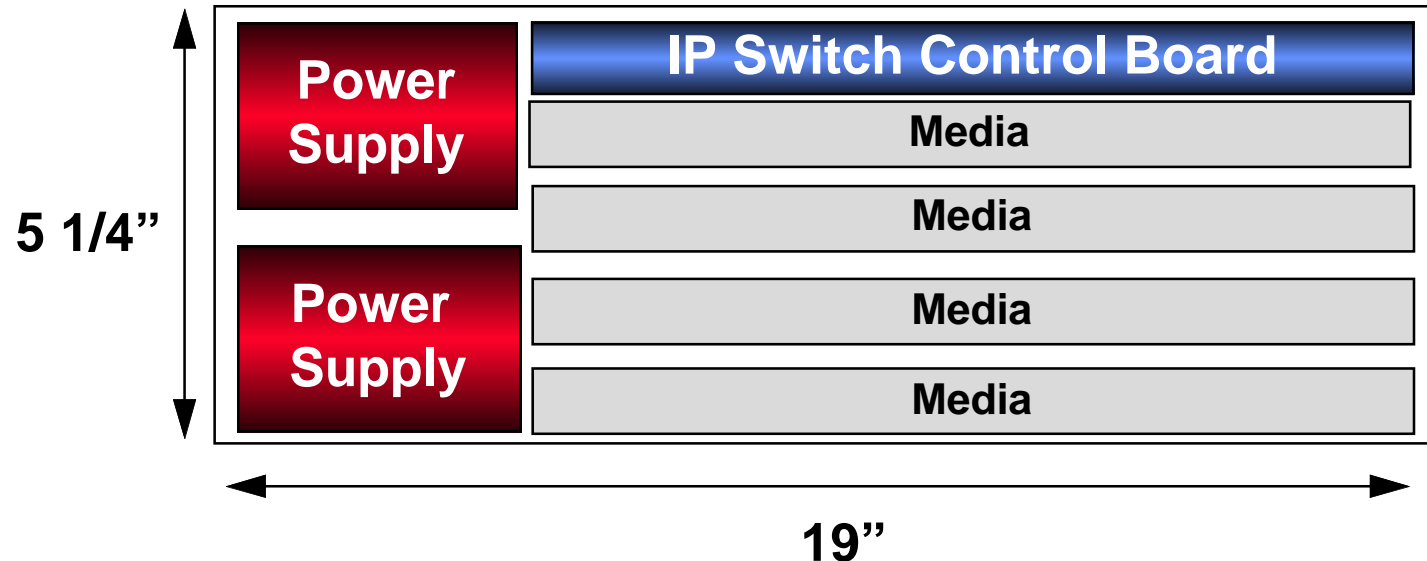 Power
Supply
IP Switch Control Board
Media
Media
5 1/4”
Power
Supply
Media
Media
19”